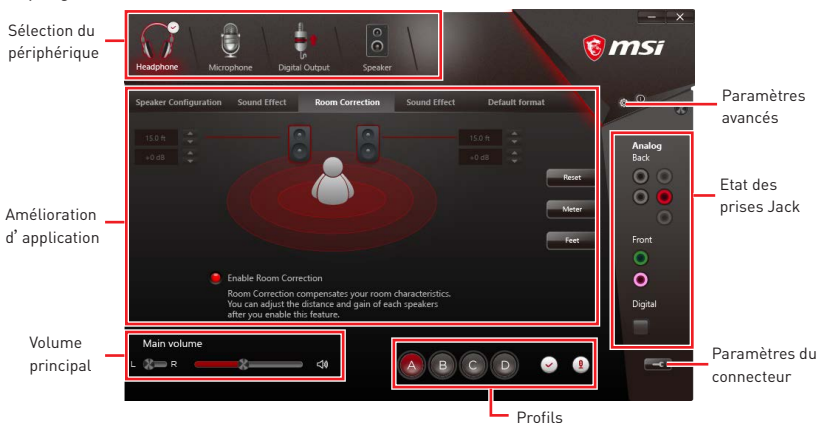 Sélection du
périphérique
Headphone
Microphone
Digital Output
Speaker
msi
Paramètres
avancés
Speaker Configuration
Sound Effect
Room Correction
Sound Effect
Default format
15.0 ft
+0 dB
15.0 ft
+0 dB
Reset
Meter
Feet
Enable Room Correction
Room Correction compensates your room characteristics.
You can adjust the distance and gain of each speakers
after you enable this feature.
Amélioration
d'application
Analog
Back
Front
Digital
Etat des
prises Jack
Volume
principal
Main volume
L
R
A
B
C
D
Profils
Paramètres du
connecteur